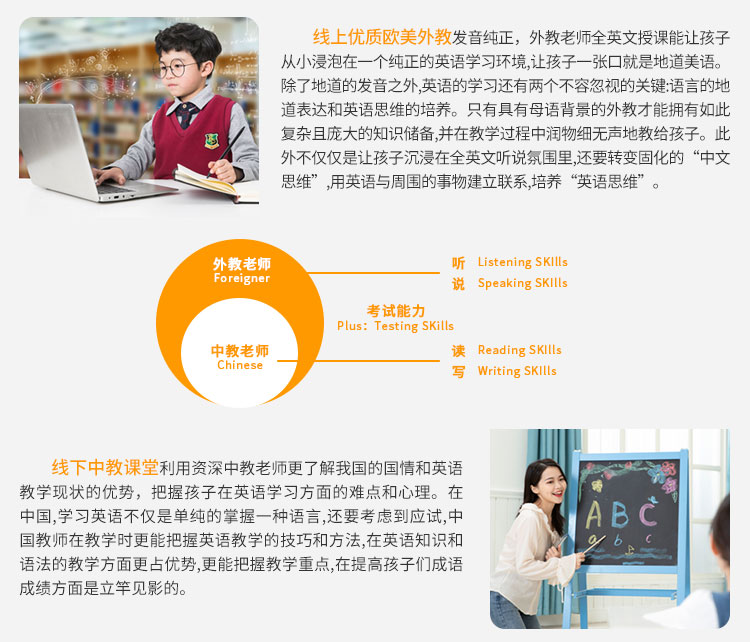 线上优质欧美外教发音纯正，外教老师全英文授课能让孩子
从小浸泡在一个纯正的英语学习环境,让孩子一张口就是地道美语。
除了地道的发音之外,英语的学习还有两个不容忽视的关键:语言的地
道表达和英语思维的培养。只有具有母语背景的外教才能拥有如此
复杂且庞大的知识储备,并在教学过程中润物细无声地教给孩子。此
外不仅仅是让孩子沉浸在全英文听说氛围里,还要转变固化的“中文
思维”,用英语与周围的事物建立联系,培养“英语思维”。
外教老师
Foreigner
听 Listening SKIlls
说 Speaking SKIlls
考试能力
Plus：Testing SKills
中教老师
Chinese
读 Reading SKIlls
写 Writing SKIlls
线下中教课堂利用资深中教老师更了解我国的国情和英语
教学现状的优势，把握孩子在英语学习方面的难点和心理。在
中国,学习英语不仅是单纯的掌握一种语言,还要考虑到应试,中
国教师在教学时更能把握英语教学的技巧和方法,在英语知识和
语法的教学方面更占优势,更能把握教学重点,在提高孩子们成语
成绩方面是立竿见影的。
A B C
a b c